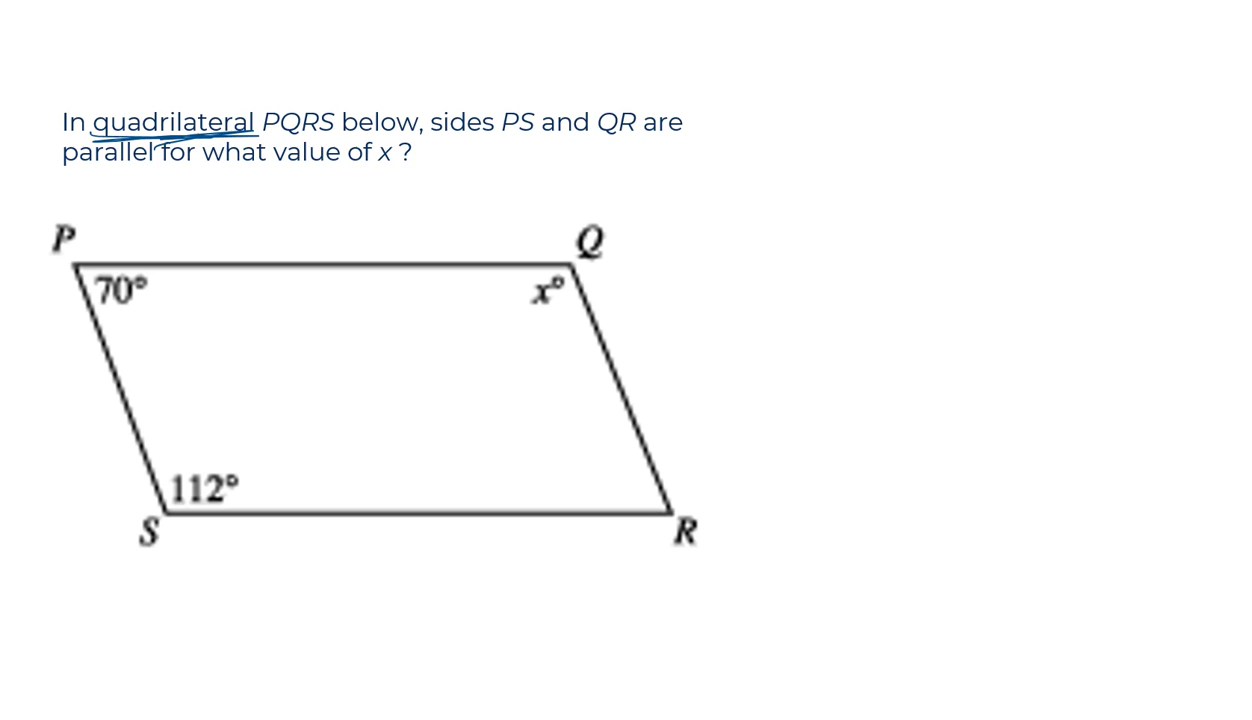 In quadrilateral PQRS below, sides PS and QR are
parallel for what value of x ?
P
Q
70°
x°
112°
S
R